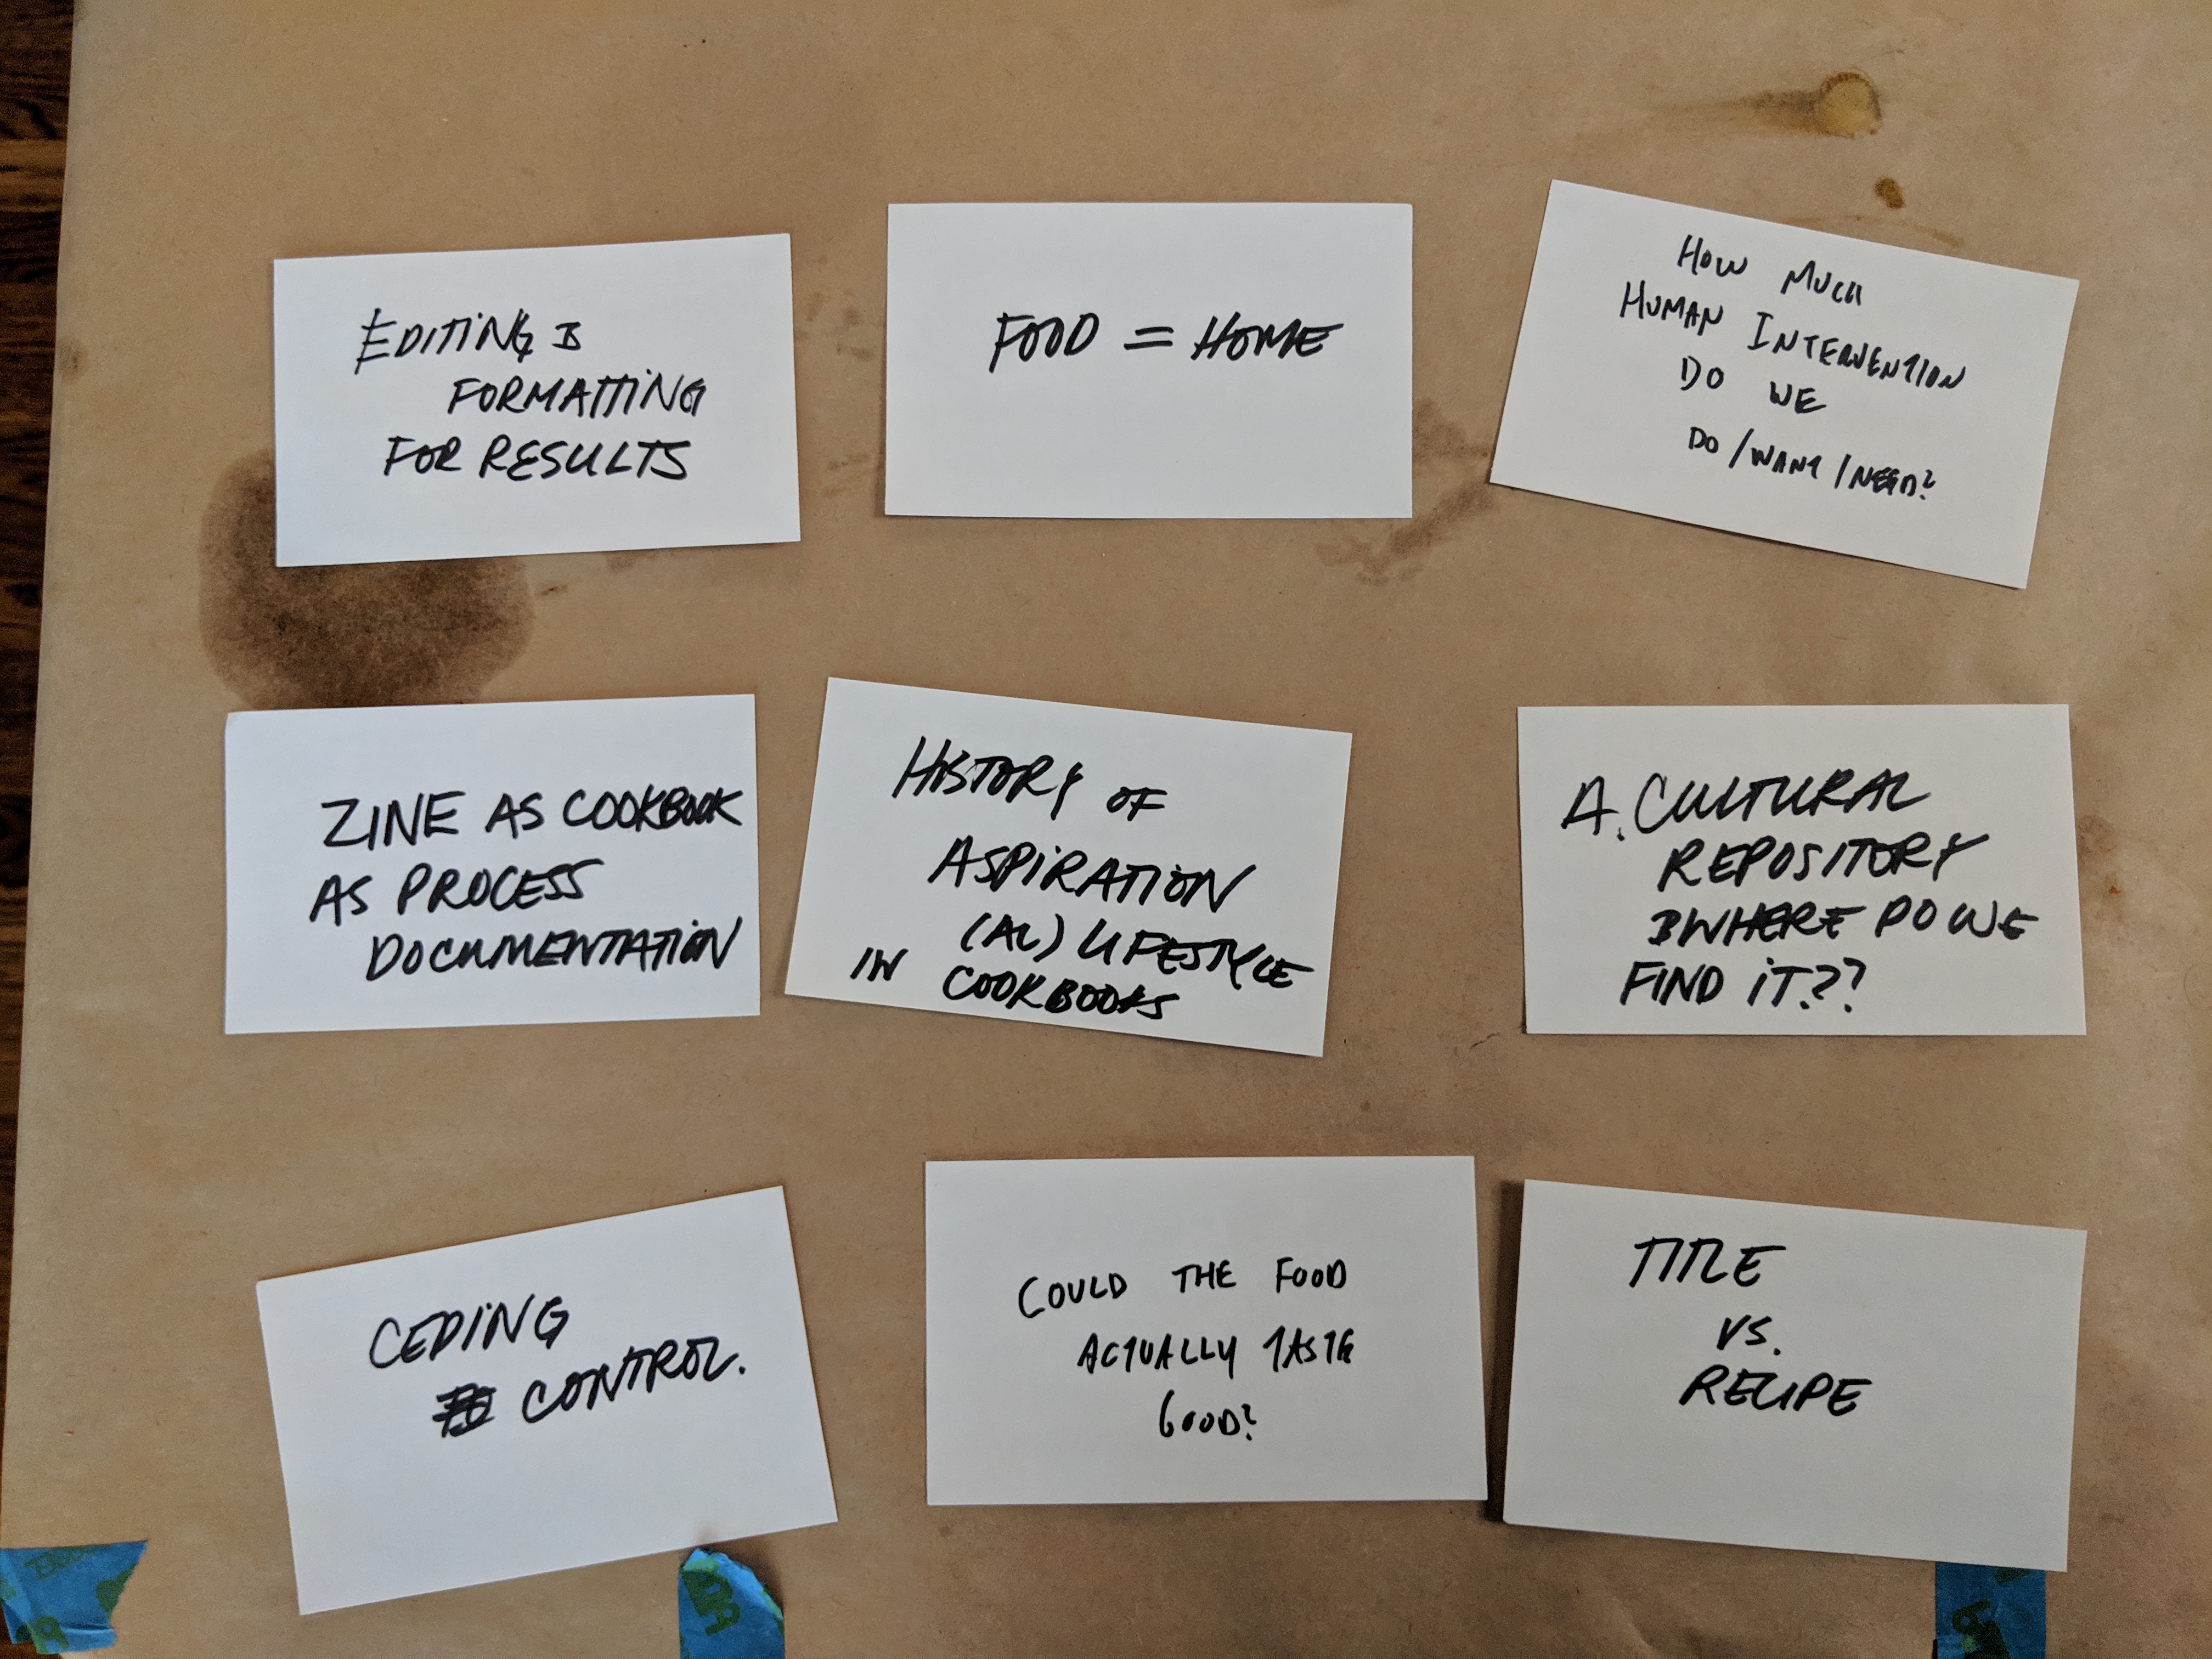 EDITING &
FORMATTING
FOR RESULTS
FOOD = HOME
HOW MUCH
HUMAN INTERVENTION
DO WE
DO / WANT / NEED?
ZINE AS COOKBOOK
AS PROCESS
DOCUMENTATION
HISTORY OF
ASPIRATION
(AL) LIFESTYLE
IN COOKBOOKS
A. CULTURAL
REPOSITORY
& WHERE DO WE
FIND IT??
CEDING
CONTROL.
COULD THE FOOD
ACTUALLY TASTE
GOOD?
TITLE
VS.
RECIPE